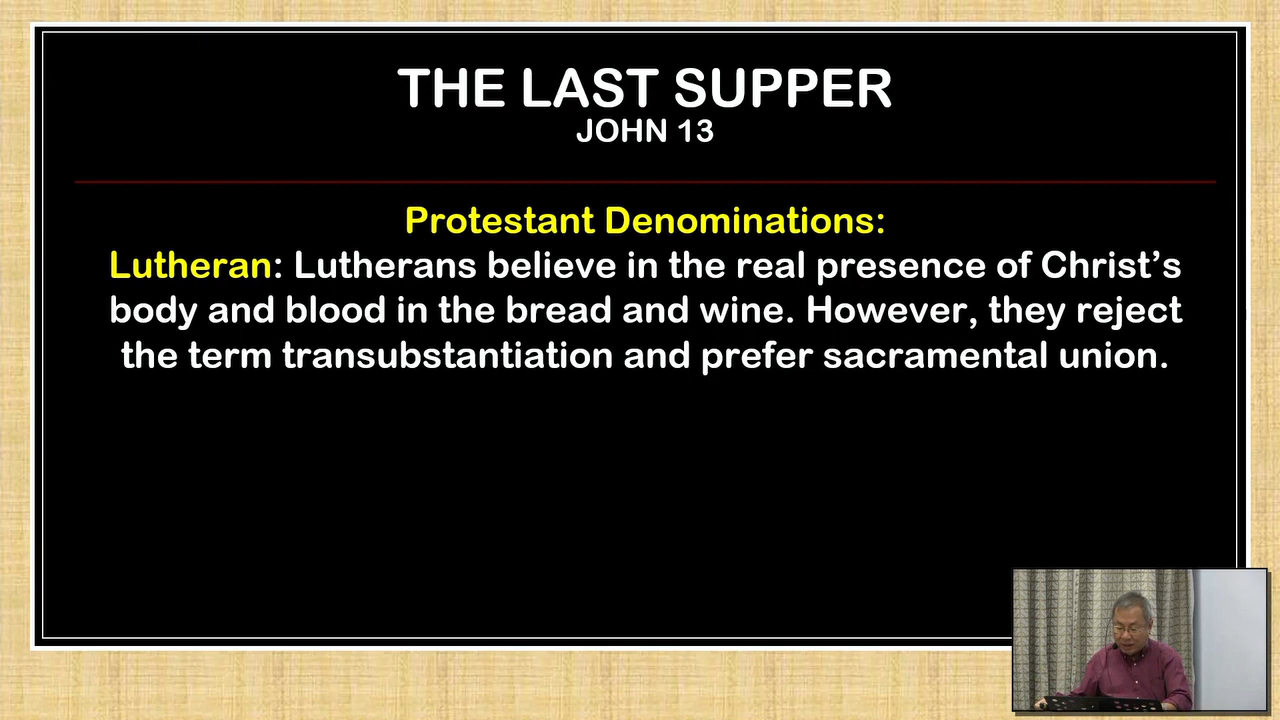 THE LAST SUPPER
JOHN 13
Protestant Denominations:
Lutheran: Lutherans believe in the real presence of Christ’s
body and blood in the bread and wine. However, they reject
the term transubstantiation and prefer sacramental union.